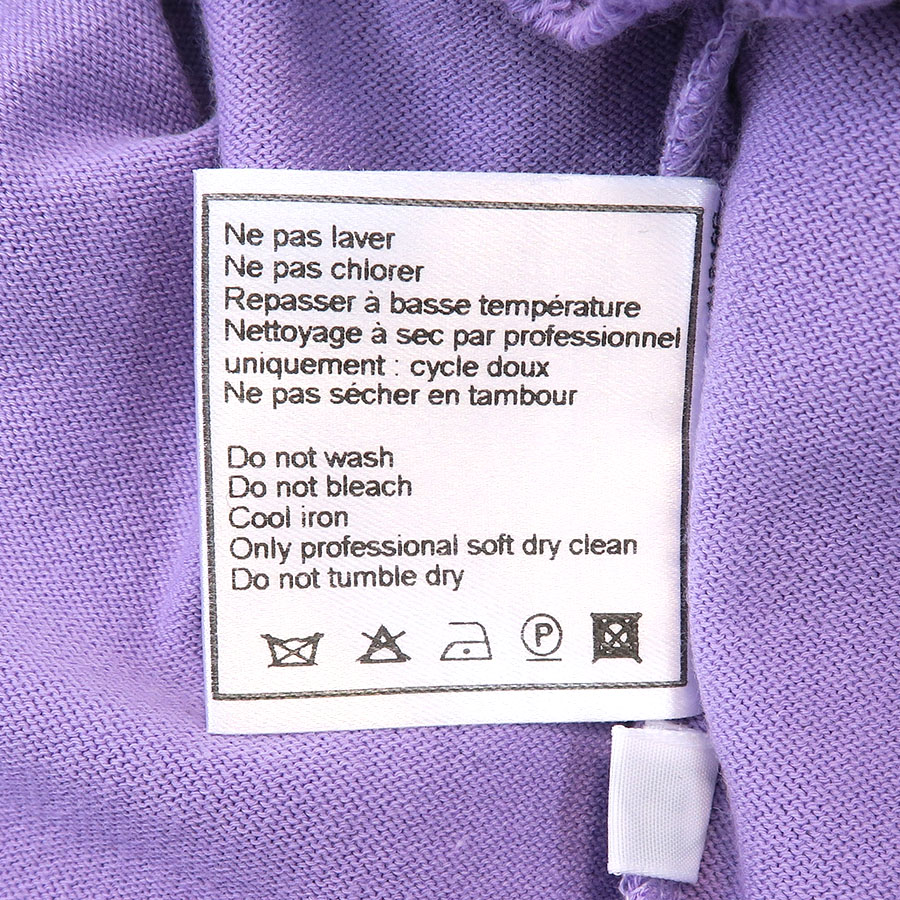 Ne pas laver
Ne pas chlorer
Repasser à basse température
Nettoyage à sec par professionnel
uniquement : cycle doux
Ne pas sécher en tambour
Do not wash
Do not bleach
Cool iron
Only professional soft dry clean
Do not tumble dry
P